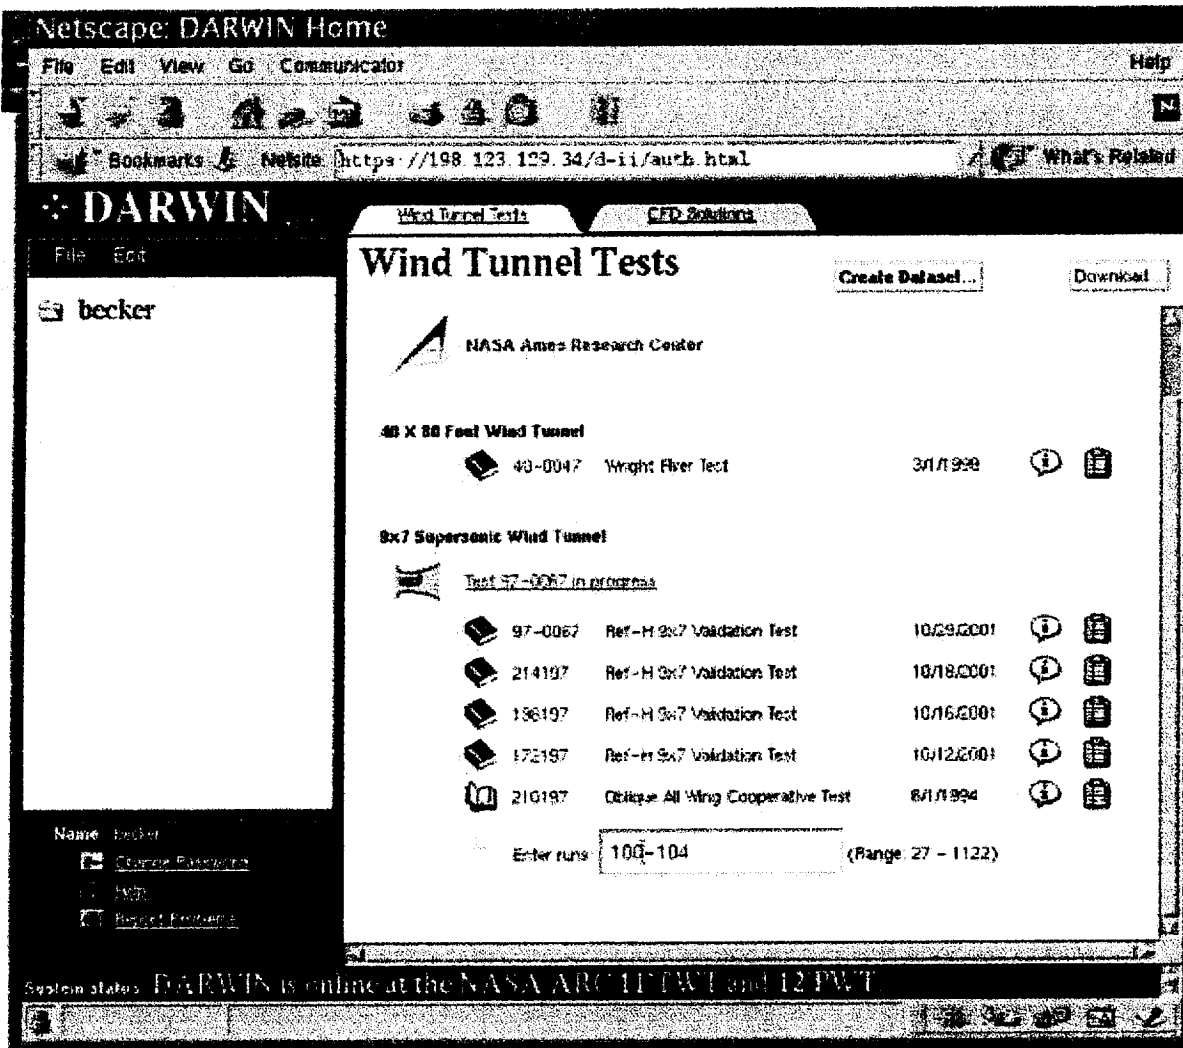 Netscape: DARWIN Home
File Edit View Go Communicator Help
Bookmarks Netsite: https://198.123.129.34/d-ii/auth.html What's Related
DARWIN
Wind Tunnel Tests CFD Solutions
File Edit
Wind Tunnel Tests
Create Dataset... Download...
becker
NASA Ames Research Center
40 X 80 Foot Wind Tunnel
40-0047 Wright Flyer Test 3/1/1998
9x7 Supersonic Wind Tunnel
Test 97-0067 in progress
97-0067 Ref-H 9x7 Validation Test 10/29/2001
214197 Ref-H 9x7 Validation Test 10/18/2001
Ref-H 9x7 Validation Test 10/16/2001
172197 Ref-H 9x7 Validation Test 10/12/2001
210197 Oblique All Wing Cooperative Test 6/1/1994
Enter runs: 100-104 (Range: 27 - 1122)
Name becker
Change Password
Help
Report Problems
System status: DARWIN is online at the NASA ARC 11' TWT and 12' PWT